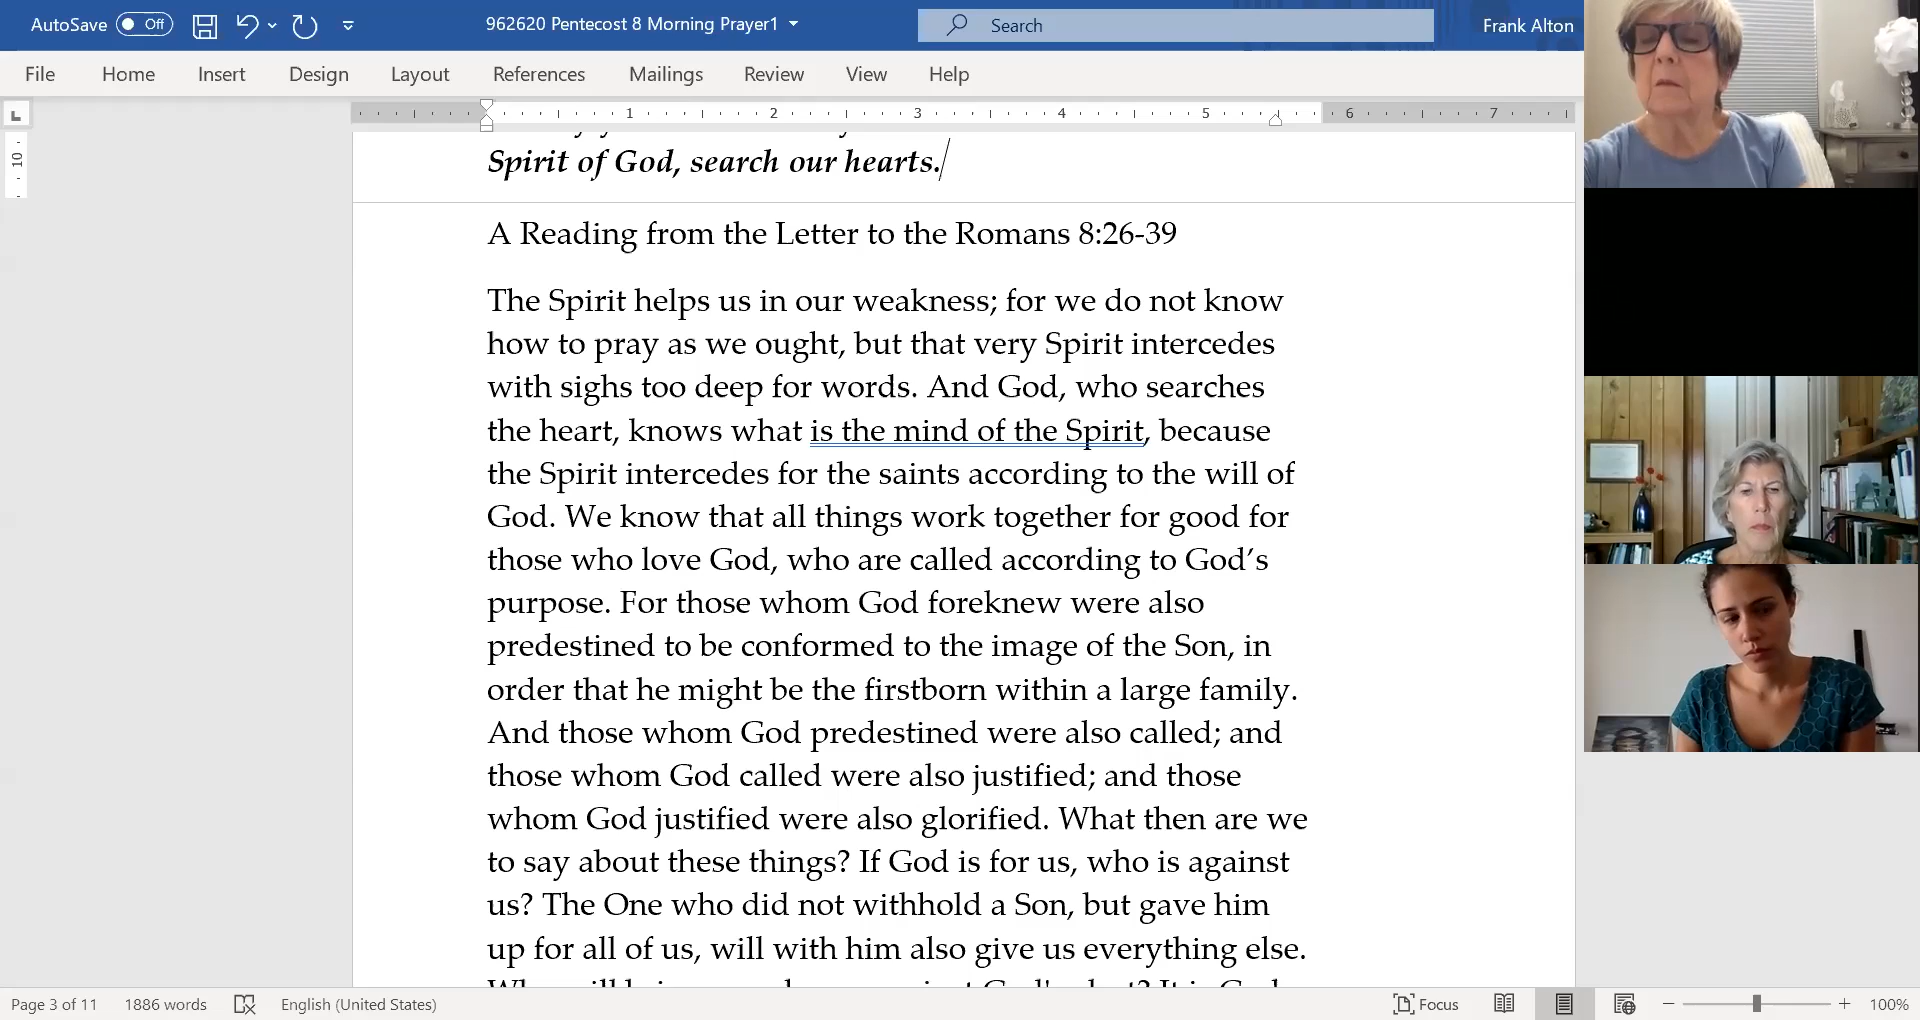 AutoSave Off 962620 Pentecost 8 Morning Prayer1 Search Frank Alton
File Home Insert Design Layout References Mailings Review View Help
1 2 3 4 5 6 7
10
Spirit of God, search our hearts.
A Reading from the Letter to the Romans 8:26-39
The Spirit helps us in our weakness; for we do not know
how to pray as we ought, but that very Spirit intercedes
with sighs too deep for words. And God, who searches
the heart, knows what is the mind of the Spirit, because
the Spirit intercedes for the saints according to the will of
God. We know that all things work together for good for
those who love God, who are called according to God’s
purpose. For those whom God foreknew were also
predestined to be conformed to the image of the Son, in
order that he might be the firstborn within a large family.
And those whom God predestined were also called; and
those whom God called were also justified; and those
whom God justified were also glorified. What then are we
to say about these things? If God is for us, who is against
us? The One who did not withhold a Son, but gave him
up for all of us, will with him also give us everything else.
Page 3 of 11 1886 words English (United States) Focus 100%